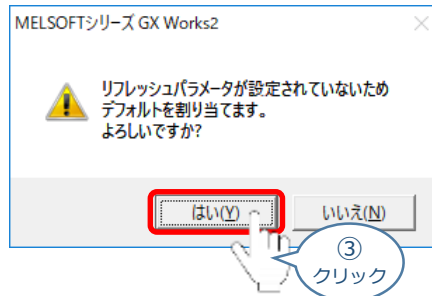 MELSOFTシリーズ GX Works2
リフレッシュパラメータが設定されていないため
デフォルトを割り当てます。
よろしいですか?
はい(Y)
いいえ(N)
③
クリック